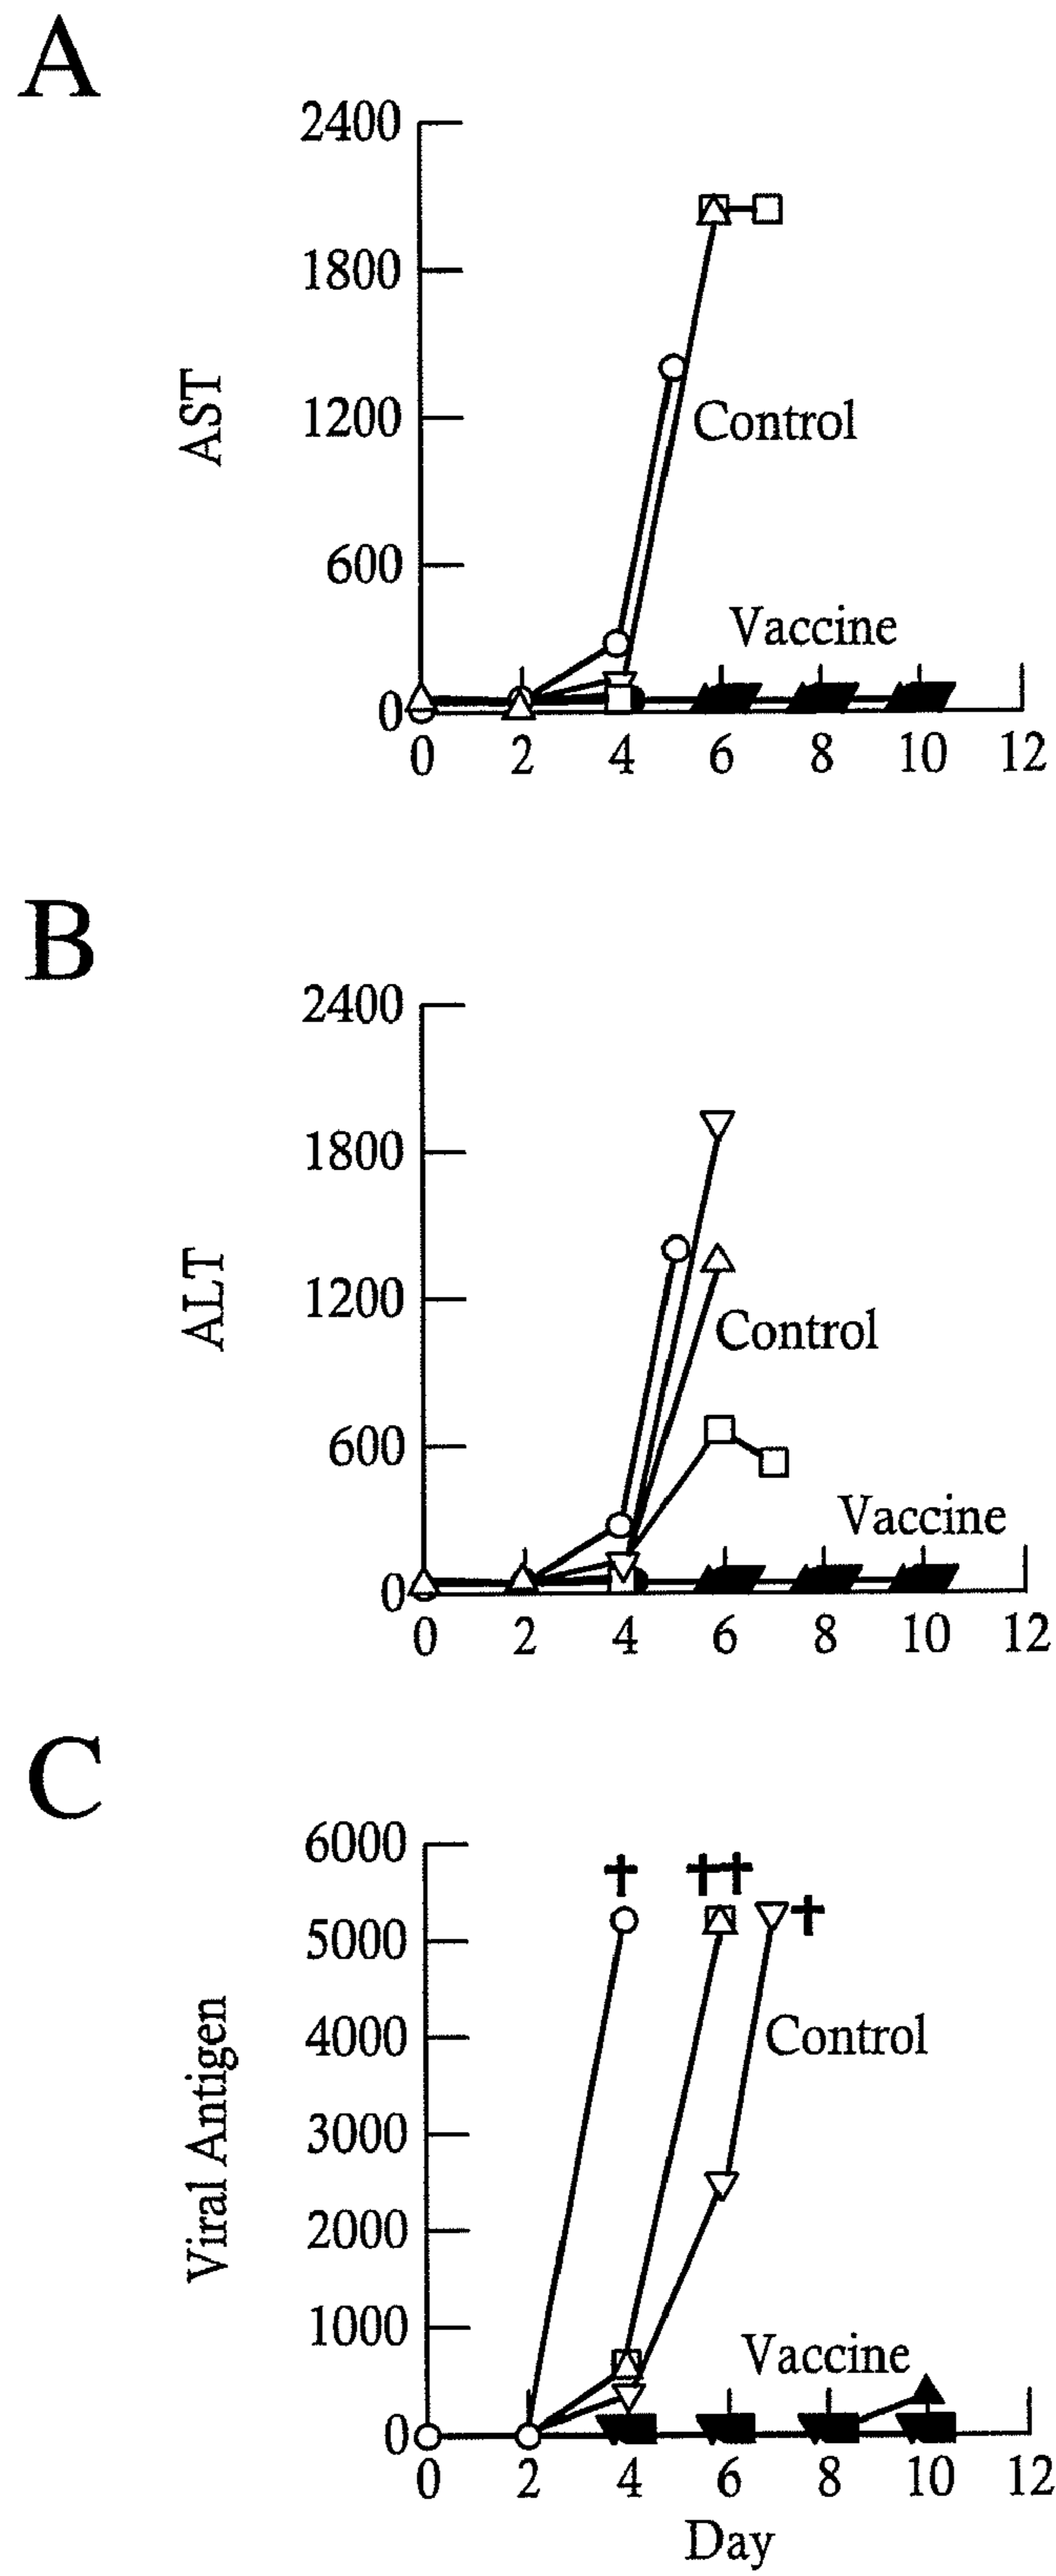 A
2400
1800
1200
600
0
AST
Control
Vaccine
0 2 4 6 8 10 12
B
2400
1800
1200
600
0
ALT
Control
Vaccine
0 2 4 6 8 10 12
C
6000
5000
4000
3000
2000
1000
0
Viral Antigen
†
††
†
Control
Vaccine
0 2 4 6 8 10 12
Day